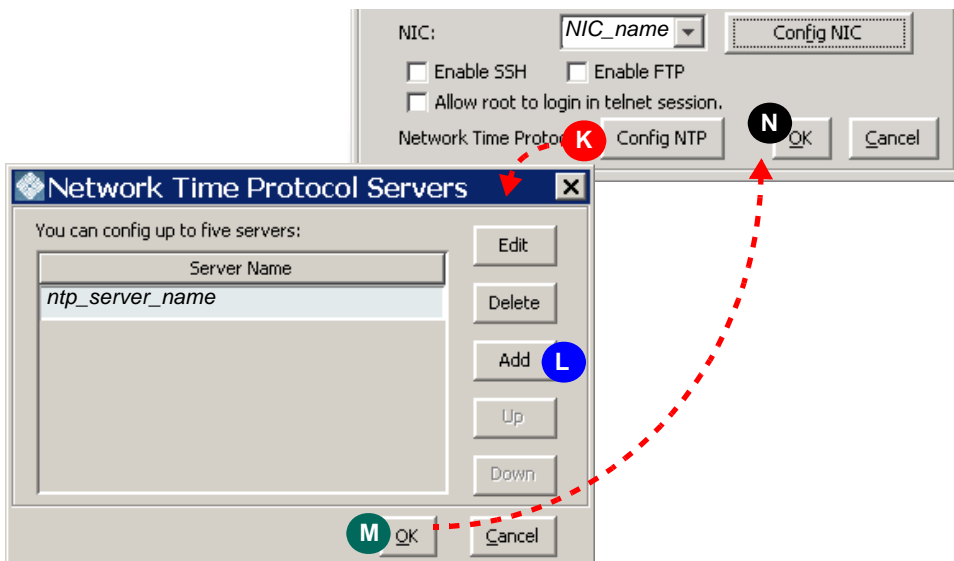 NIC: NIC_name Config NIC
Enable SSH Enable FTP
Allow root to login in telnet session.
Network Time Protoc K Config NTP N OK Cancel
Network Time Protocol Servers
You can config up to five servers:
Server Name
ntp_server_name
Edit
Delete
Add L
Up
Down
M OK Cancel